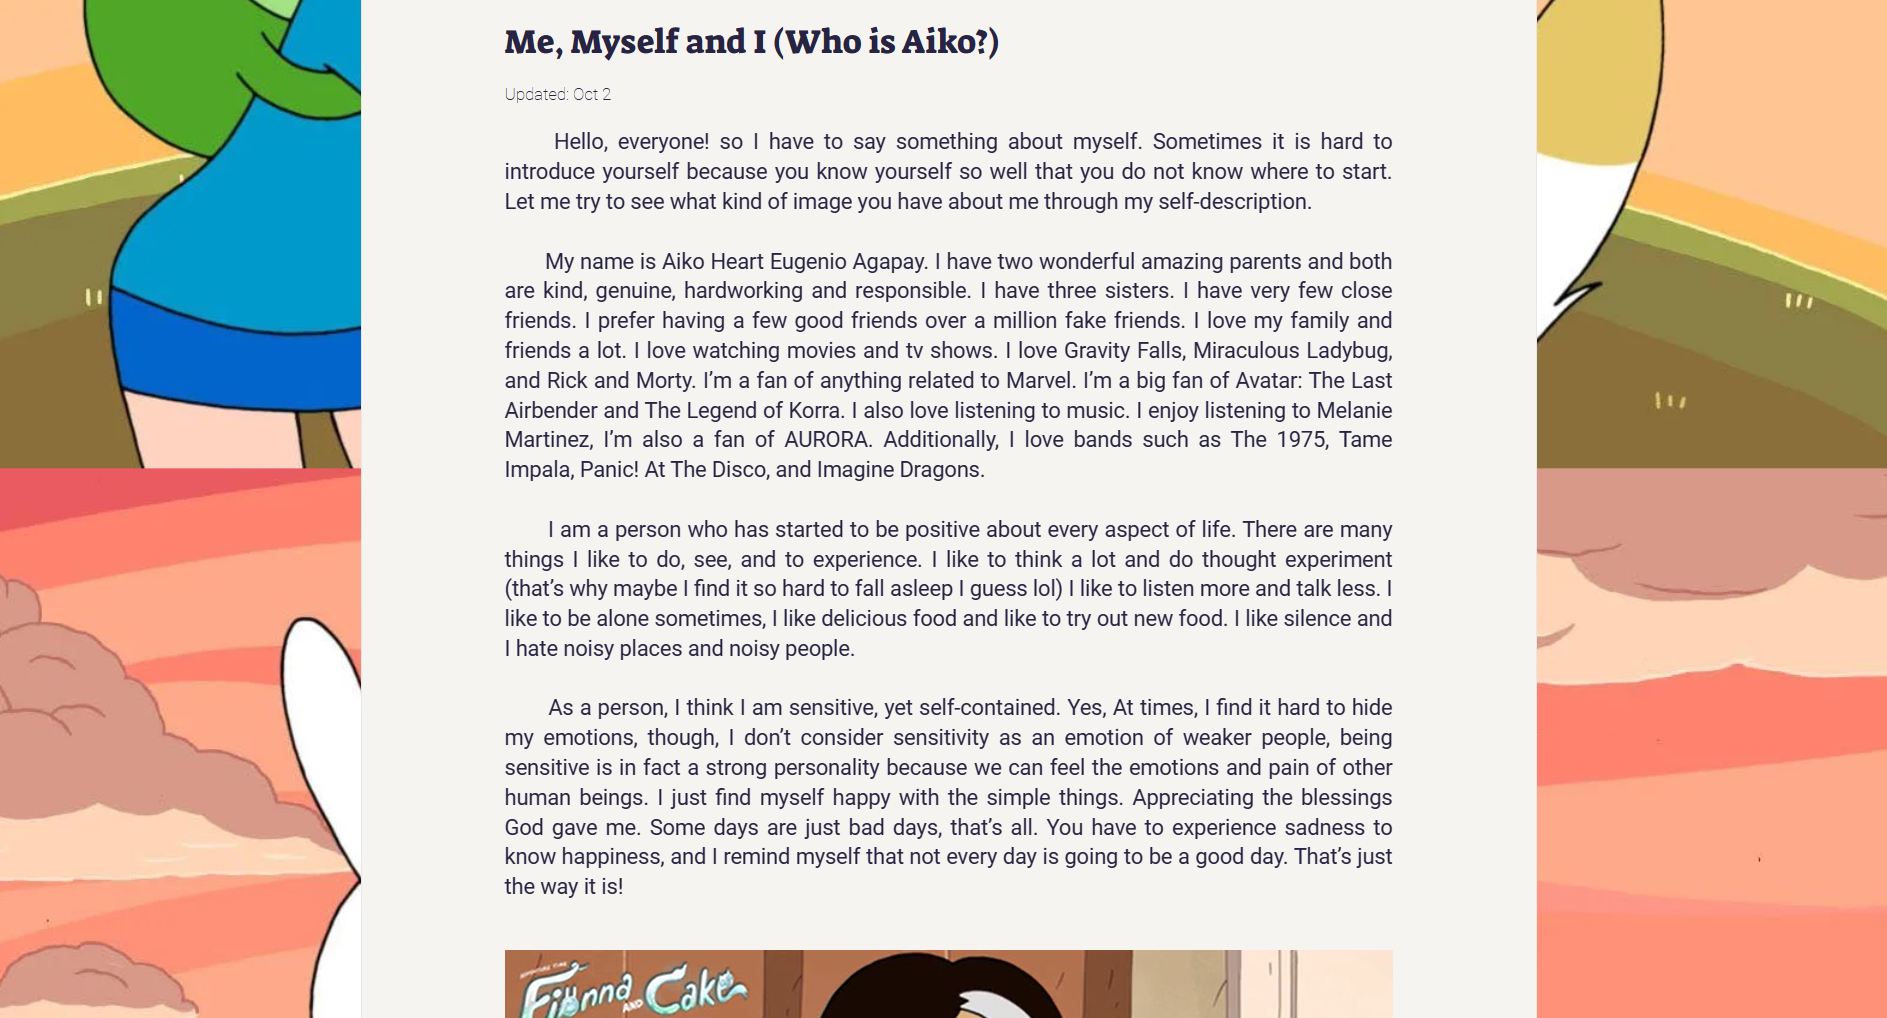 Me, Myself and I (Who is Aiko?)
Updated: Oct 2
Hello, everyone! so I have to say something about myself. Sometimes it is hard to
introduce yourself because you know yourself so well that you do not know where to start.
Let me try to see what kind of image you have about me through my self-description.
My name is Aiko Heart Eugenio Agapay. I have two wonderful amazing parents and both
are kind, genuine, hardworking and responsible. I have three sisters. I have very few close
friends. I prefer having a few good friends over a million fake friends. I love my family and
friends a lot. I love watching movies and tv shows. I love Gravity Falls, Miraculous Ladybug,
and Rick and Morty. I’m a fan of anything related to Marvel. I’m a big fan of Avatar: The Last
Airbender and The Legend of Korra. I also love listening to music. I enjoy listening to Melanie
Martinez, I’m also a fan of AURORA. Additionally, I love bands such as The 1975, Tame
Impala, Panic! At The Disco, and Imagine Dragons.
I am a person who has started to be positive about every aspect of life. There are many
things I like to do, see, and to experience. I like to think a lot and do thought experiment
(that’s why maybe I find it so hard to fall asleep I guess lol) I like to listen more and talk less. I
like to be alone sometimes, I like delicious food and like to try out new food. I like silence and
I hate noisy places and noisy people.
As a person, I think I am sensitive, yet self-contained. Yes, At times, I find it hard to hide
my emotions, though, I don’t consider sensitivity as an emotion of weaker people, being
sensitive is in fact a strong personality because we can feel the emotions and pain of other
human beings. I just find myself happy with the simple things. Appreciating the blessings
God gave me. Some days are just bad days, that’s all. You have to experience sadness to
know happiness, and I remind myself that not every day is going to be a good day. That’s just
the way it is!
ADVENTURE TIME
Fionna AND Cake